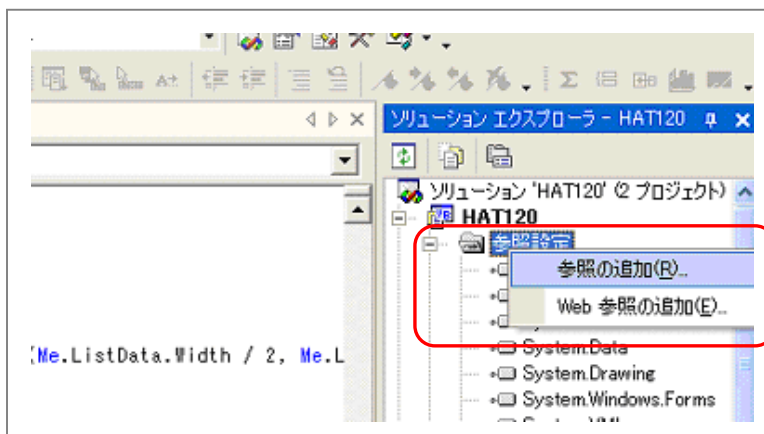 ソリューション エクスプローラ - HAT120
ソリューション 'HAT120' (2 プロジェクト)
HAT120
参照設定
参照の追加(R)...
Web 参照の追加(E)...
(Me.ListData.Width / 2, Me.L
System.Data
System.Drawing
System.Windows.Forms